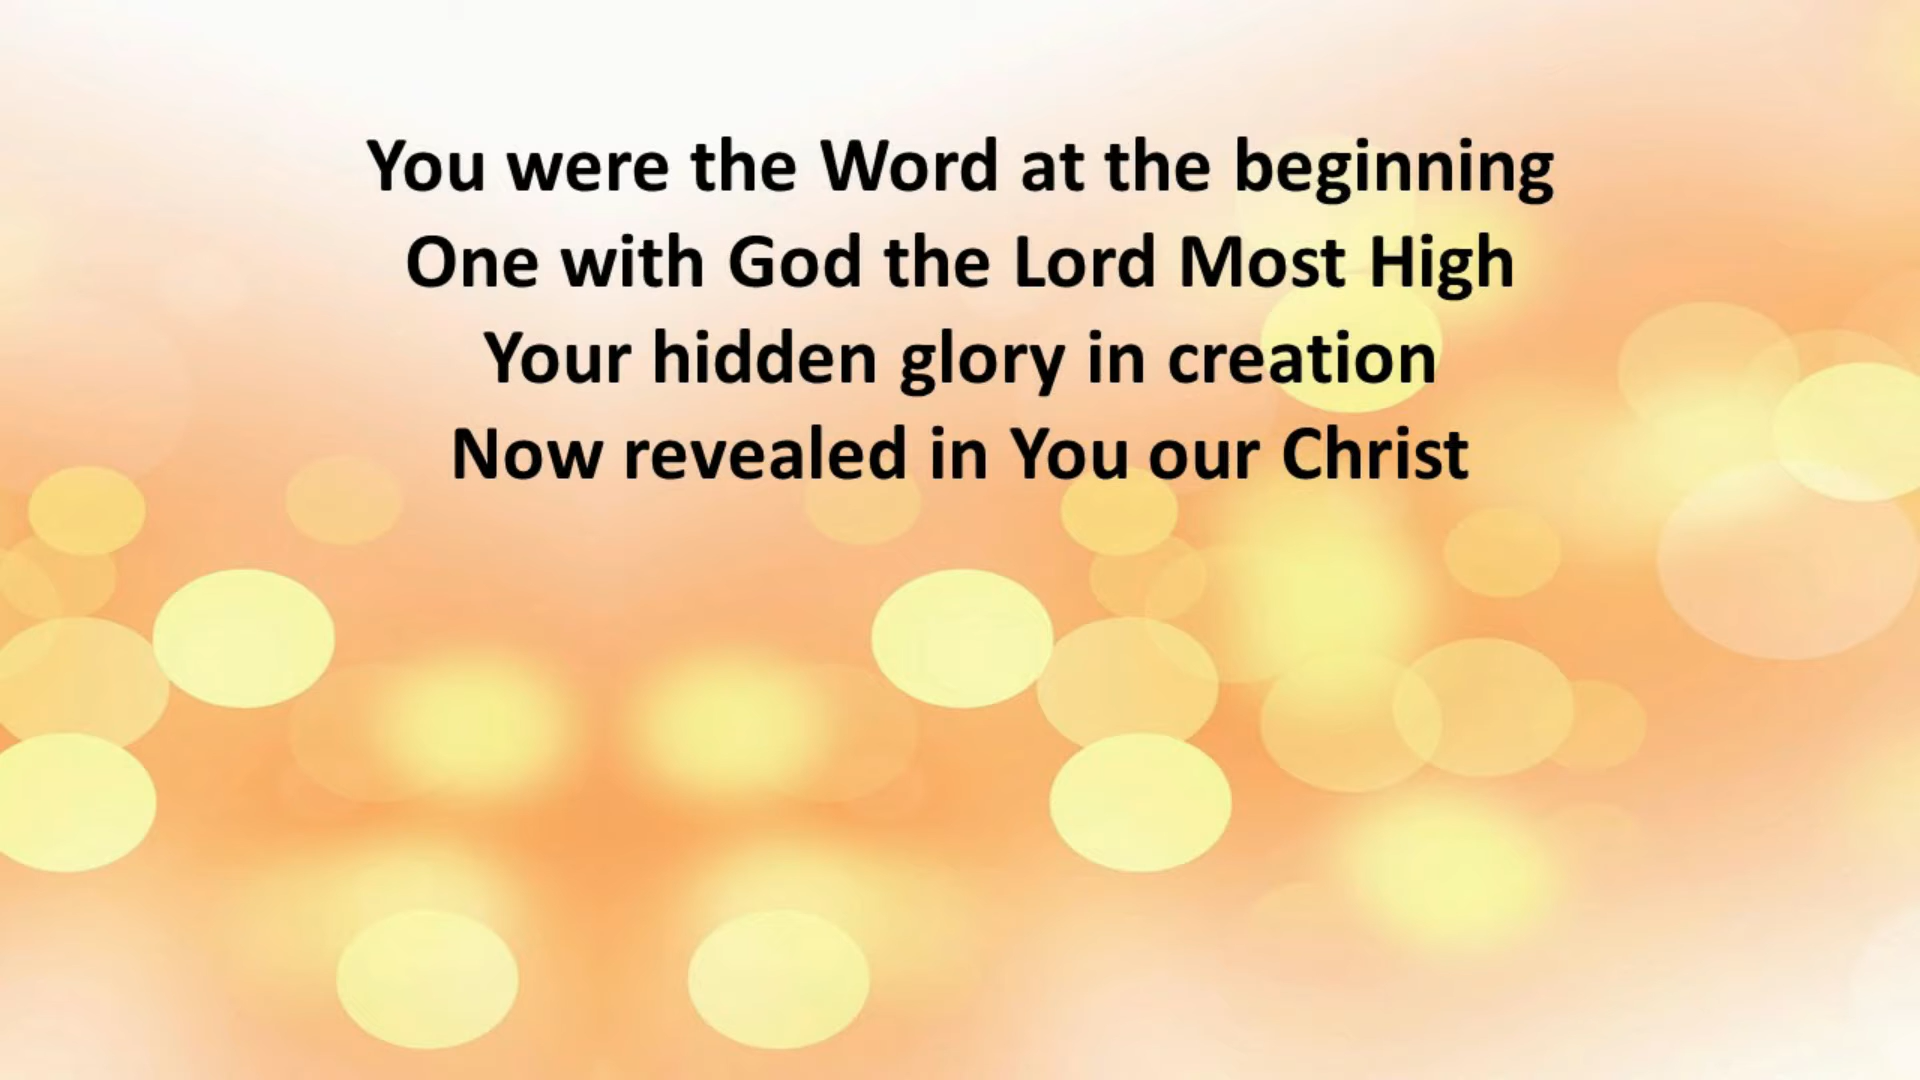 You were the Word at the beginning
One with God the Lord Most High
Your hidden glory in creation
Now revealed in You our Christ